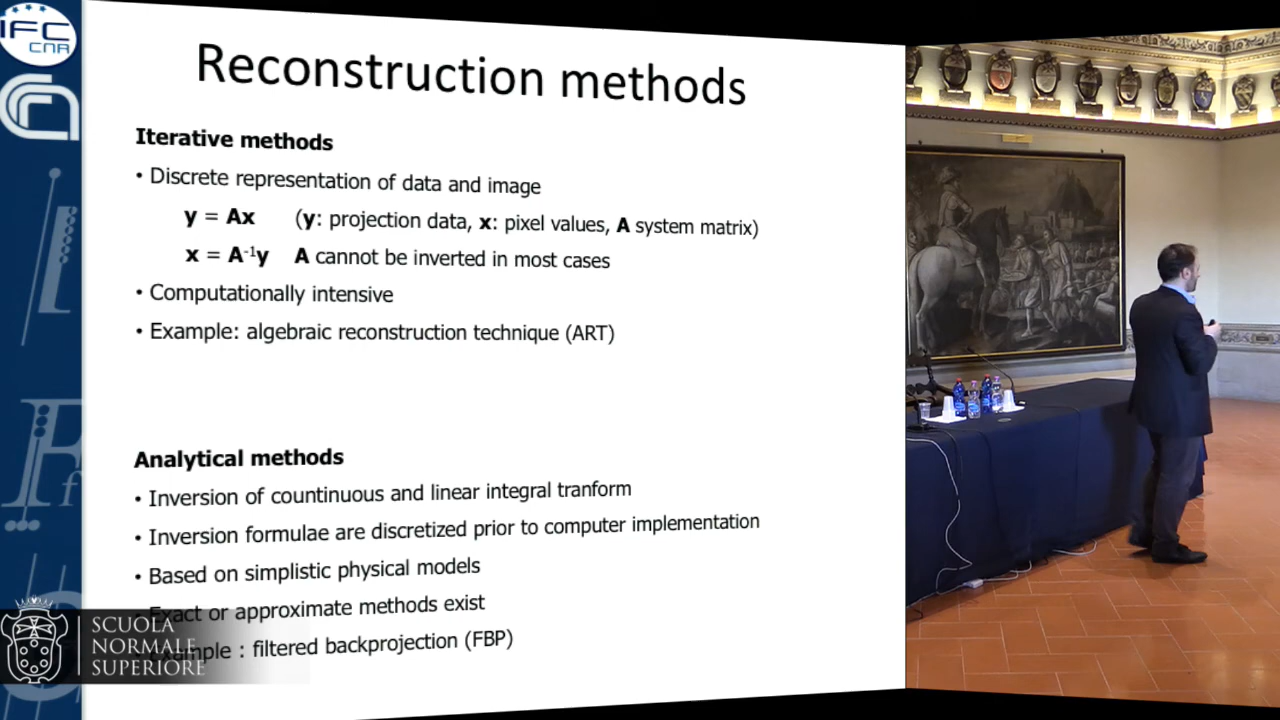 IFC
CNR
Reconstruction methods
Iterative methods
• Discrete representation of data and image
y = Ax (y: projection data, x: pixel values, A system matrix)
x = A⁻¹y A cannot be inverted in most cases
• Computationally intensive
• Example: algebraic reconstruction technique (ART)
Analytical methods
• Inversion of countinuous and linear integral tranform
• Inversion formulae are discretized prior to computer implementation
• Based on simplistic physical models
Exact or approximate methods exist
Example : filtered backprojection (FBP)
SCUOLA
NORMALE
SUPERIORE